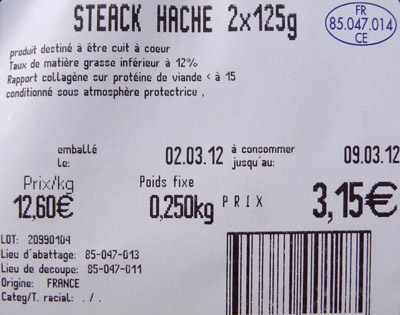 STEACK HACHE 2x125g
FR
85.047.014
CE
produit destiné à être cuit à coeur
Taux de matière grasse inférieur à 12%
Rapport collagène sur protéine de viande < à 15
conditionné sous atmosphère protectrice .
emballé le: 02.03.12 à consommer jusqu'au: 09.03.12
Prix/kg Poids fixe
12,60€ 0,250kg PRIX 3,15€
LOT: 20990104
Lieu d'abattage: 85-047-013
Lieu de decoupe: 85-047-011
Origine: FRANCE
Categ/T. racial: . / .